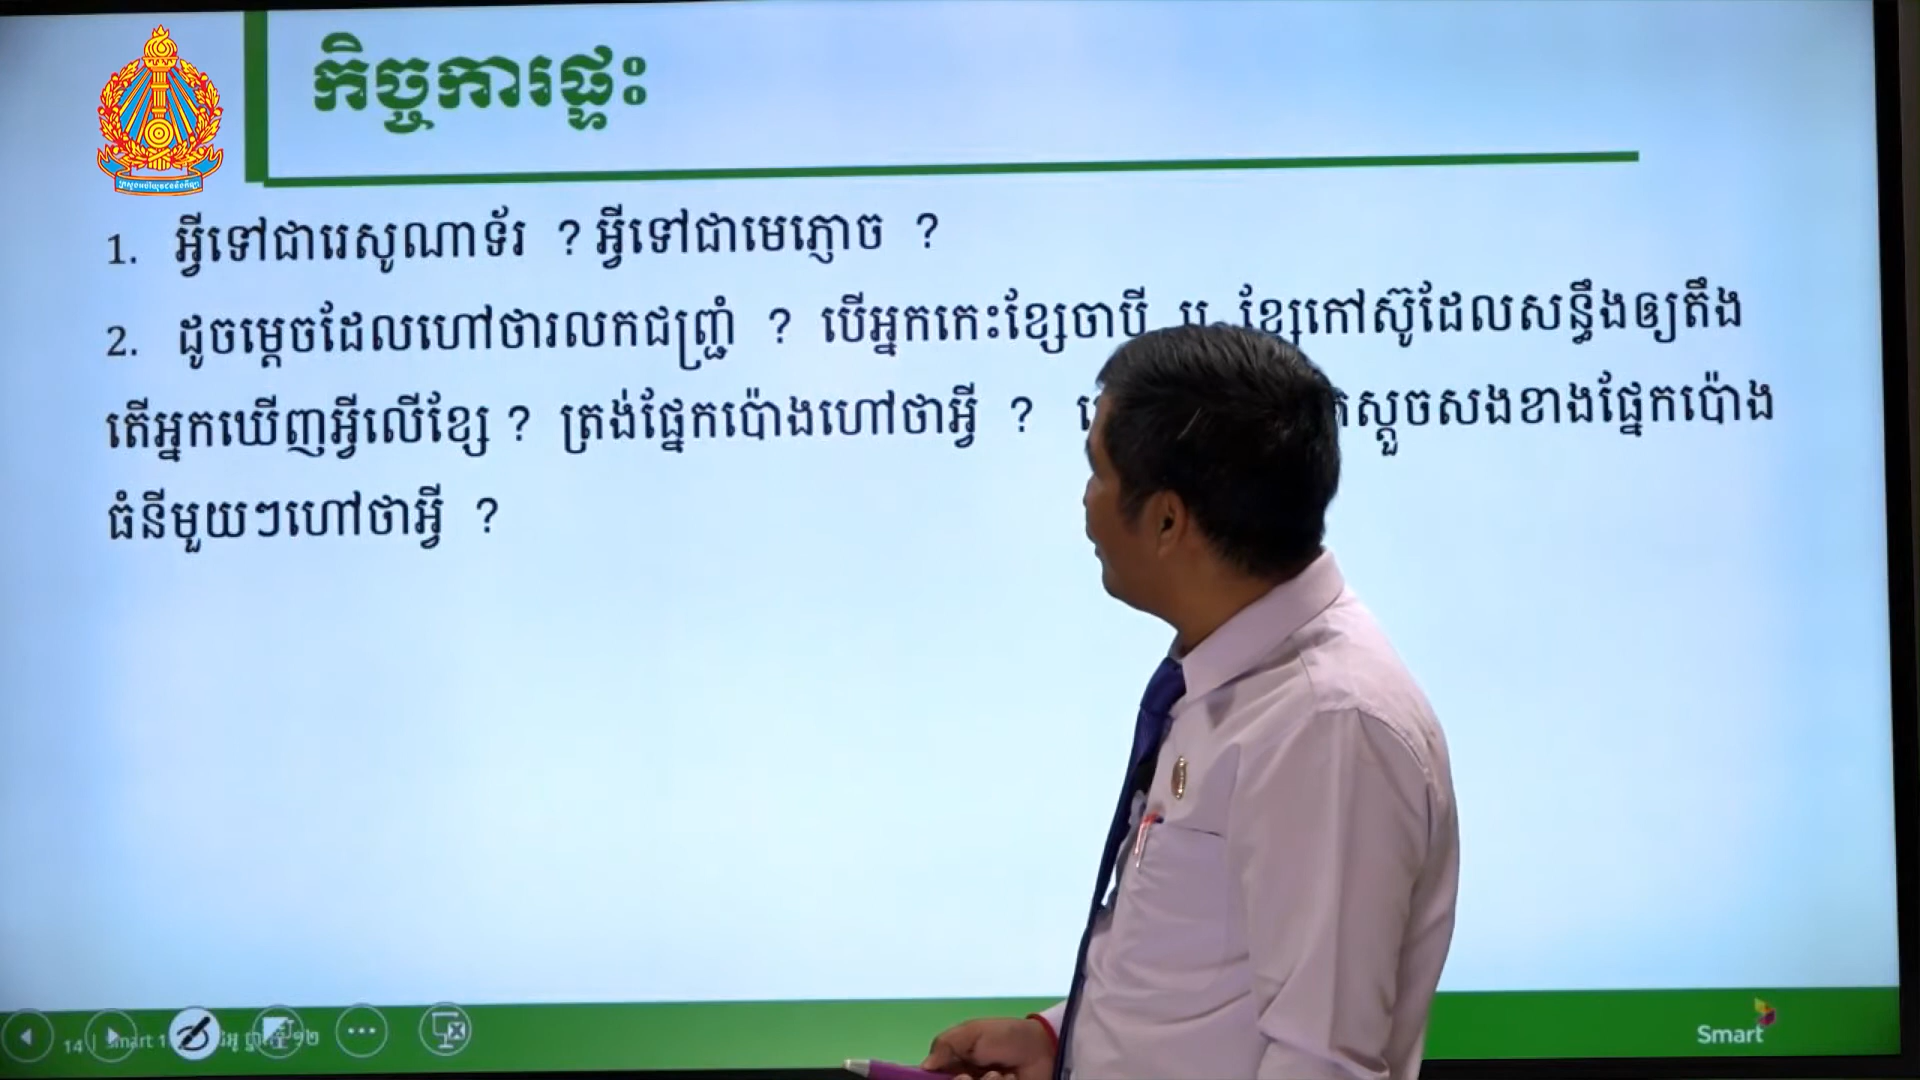 កិច្ចការផ្ទះ
1. អ្វីទៅជារេសូណាទ័រ ? អ្វីទៅជាមេភ្ញោច ?
2. ដូចម្ដេចដែលហៅថារលកជញ្ជ្រំ ? បើអ្នកកេះខ្សែចាប៉ី ឬ ខ្សែកៅស៊ូដែលសន្ធឹងឲ្យតឹង
តើអ្នកឃើញអ្វីលើខ្សែ ? ត្រង់ផ្នែកប៉ោងហៅថាអ្វី ? ស្ដួចសងខាងផ្នែកប៉ោង
ធំនីមួយៗហៅថាអ្វី ?
14 | Smart
Smart